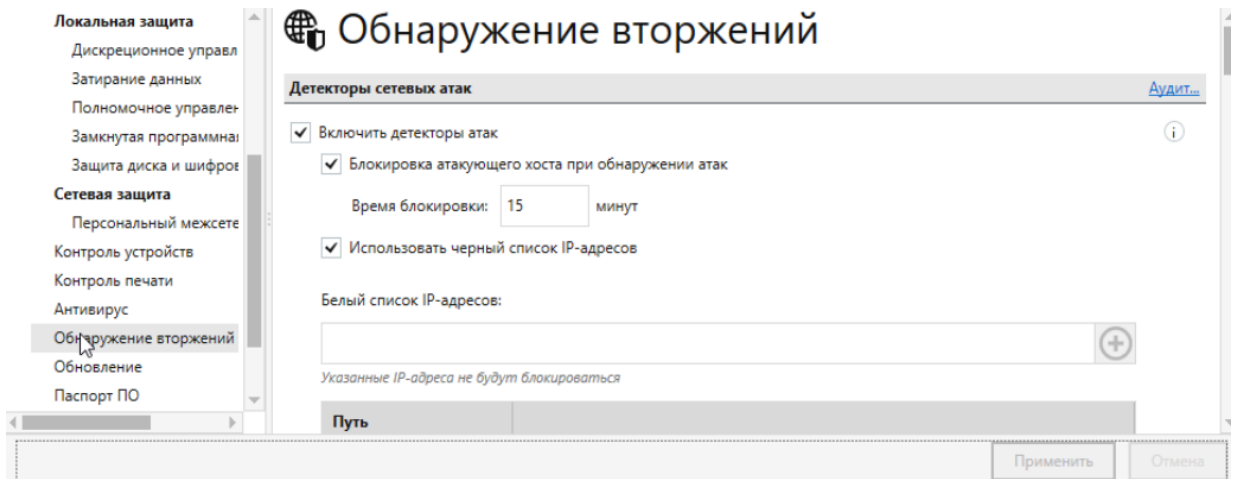 Локальная защита
Дискреционное управл
Затирание данных
Полномочное управлен
Замкнутая программная
Защита диска и шифров
Сетевая защита
Персональный межсете
Контроль устройств
Контроль печати
Антивирус
Обнаружение вторжений
Обновление
Паспорт ПО
Обнаружение вторжений
Детекторы сетевых атак
Аудит...
Включить детекторы атак
Блокировка атакующего хоста при обнаружении атак
Время блокировки: 15 минут
Использовать черный список IP-адресов
Белый список IP-адресов:
Указанные IP-адреса не будут блокироваться
Путь
Применить
Отмена